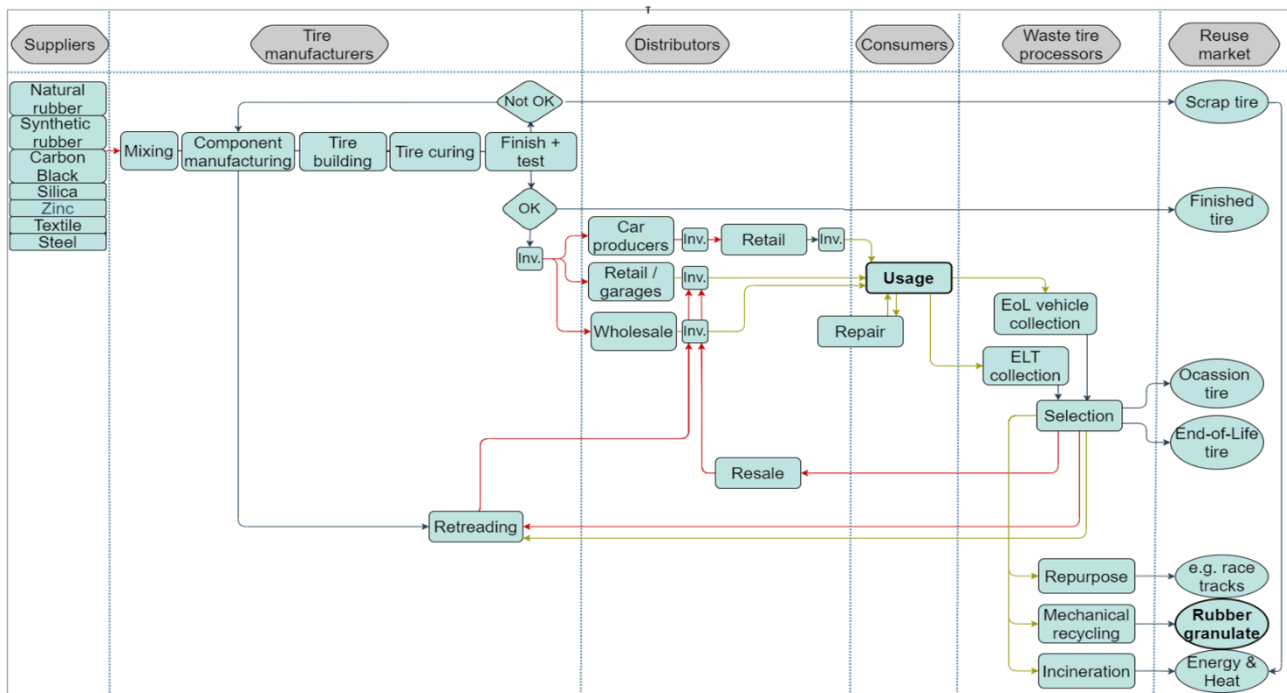 T
Suppliers
Tire
manufacturers
Distributors
Consumers
Waste tire
processors
Reuse
market
Natural
rubber
Synthetic
rubber
Carbon
Black
Silica
Zinc
Textile
Steel
Mixing
Component
manufacturing
Tire
building
Tire curing
Finish +
test
Not OK
OK
Inv.
Car
producers
Inv.
Retail
Inv.
Retail /
garages
Inv.
Wholesale
Inv.
Usage
Repair
EoL vehicle
collection
ELT
collection
Selection
Resale
Retreading
Repurpose
Mechanical
recycling
Incineration
Scrap tire
Finished
tire
Ocassion
tire
End-of-Life
tire
e.g. race
tracks
Rubber
granulate
Energy &
Heat